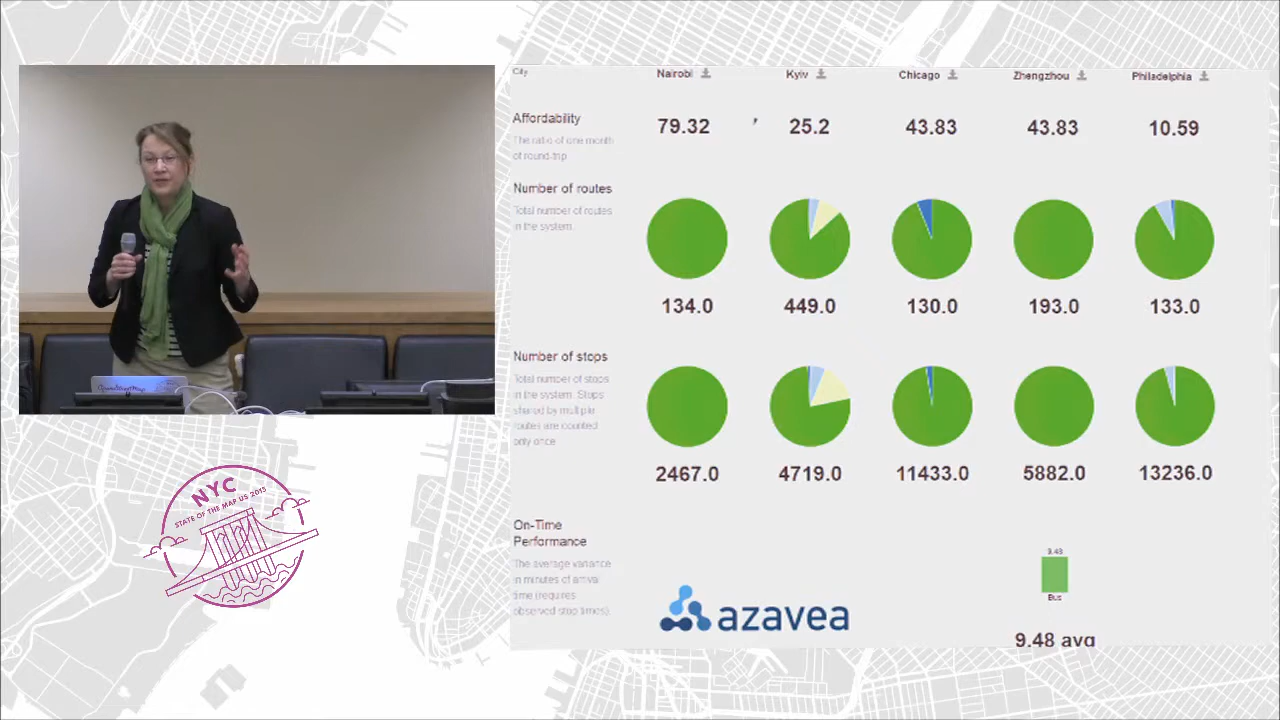 City
Nairobi
Kyiv
Chicago
Zhengzhou
Philadelphia
Affordability
79.32
25.2
43.83
43.83
10.59
The ratio of one month
of round-trip
Number of routes
Total number of routes
in the system.
134.0
449.0
130.0
193.0
133.0
Number of stops
Total number of stops
in the system. Stops
shared by multiple
routes are counted
only once.
2467.0
4719.0
11433.0
5882.0
13236.0
On-Time
Performance
The average variance
in minutes of arrival
time (requires
observed stop times).
9.48
Bus
9.48 avg
azavea
OpenStreetMap
NYC
STATE OF THE MAP US 2015